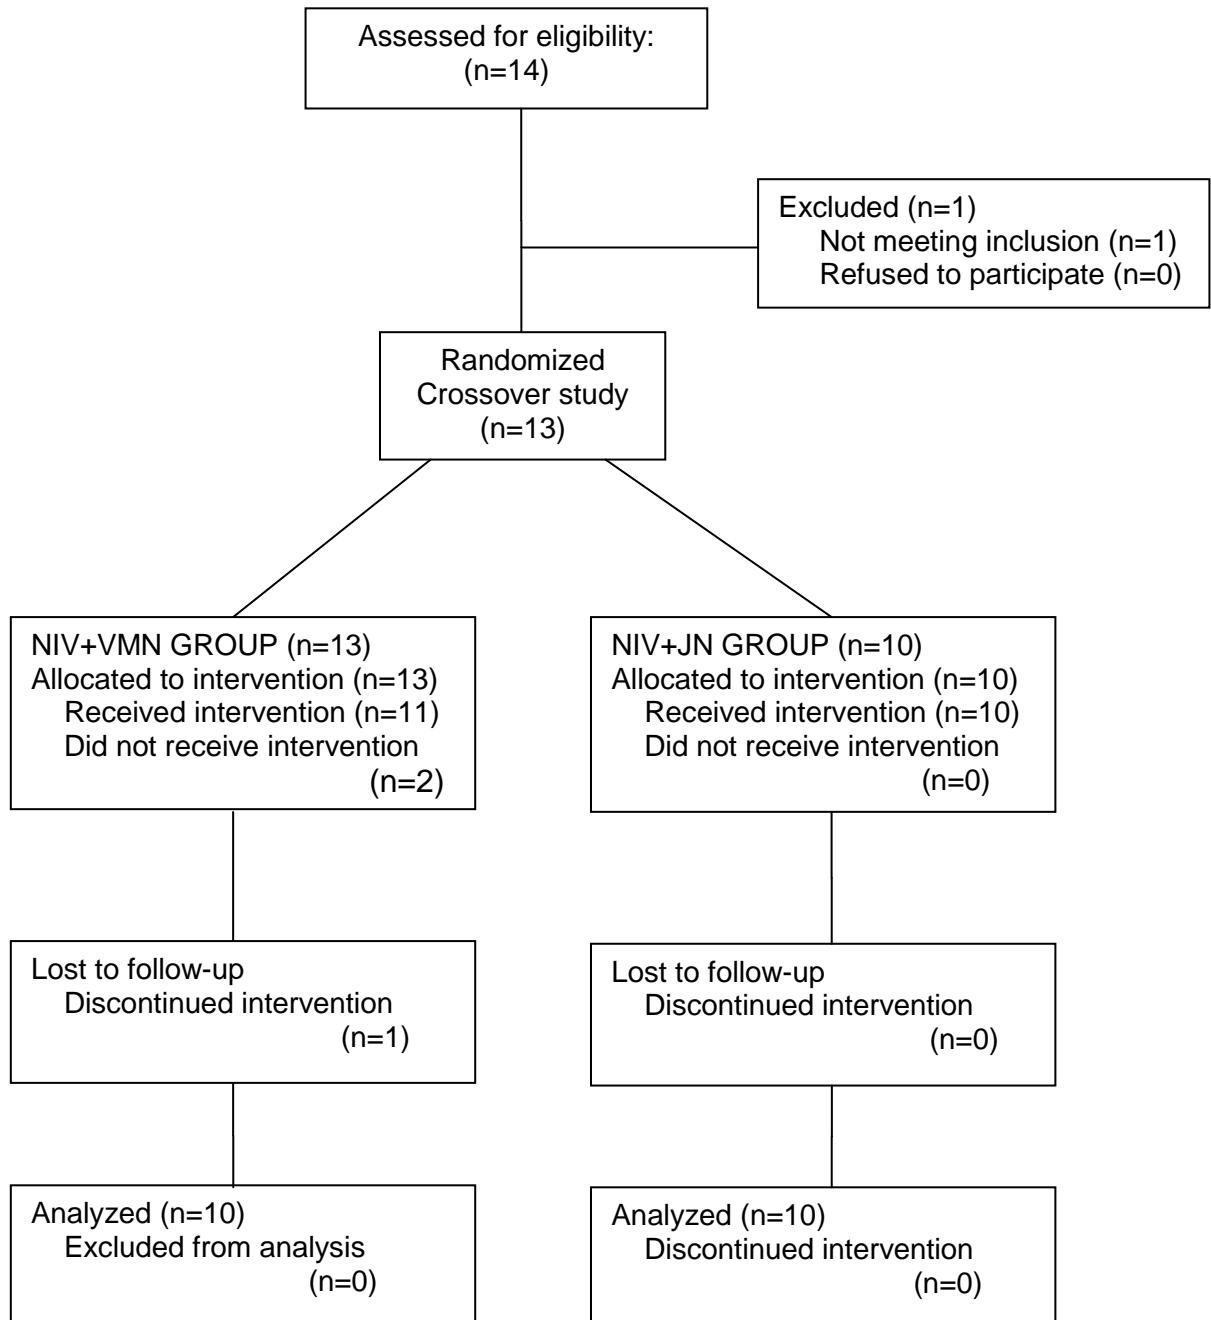 Assessed for eligibility:
(n=14)
Excluded (n=1)
Not meeting inclusion (n=1)
Refused to participate (n=0)
Randomized
Crossover study
(n=13)
NIV+VMN GROUP (n=13)
Allocated to intervention (n=13)
Received intervention (n=11)
Did not receive intervention
(n=2)
NIV+JN GROUP (n=10)
Allocated to intervention (n=10)
Received intervention (n=10)
Did not receive intervention
(n=0)
Lost to follow-up
Discontinued intervention
(n=1)
Lost to follow-up
Discontinued intervention
(n=0)
Analyzed (n=10)
Excluded from analysis
(n=0)
Analyzed (n=10)
Discontinued intervention
(n=0)